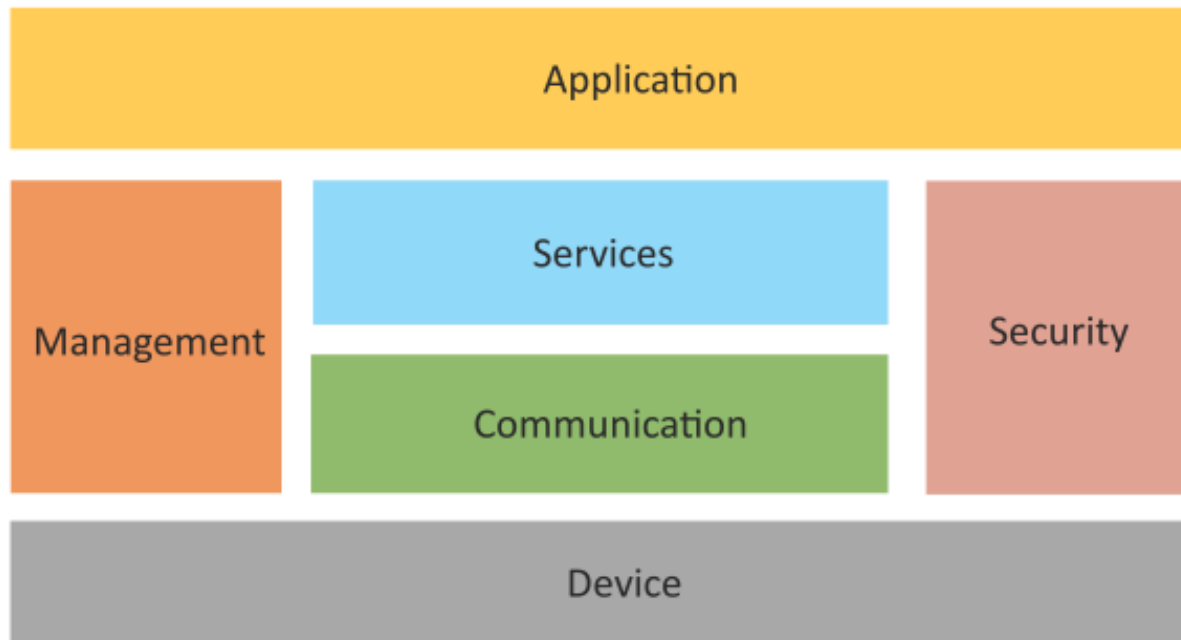 Application
Services
Management
Security
Communication
Device